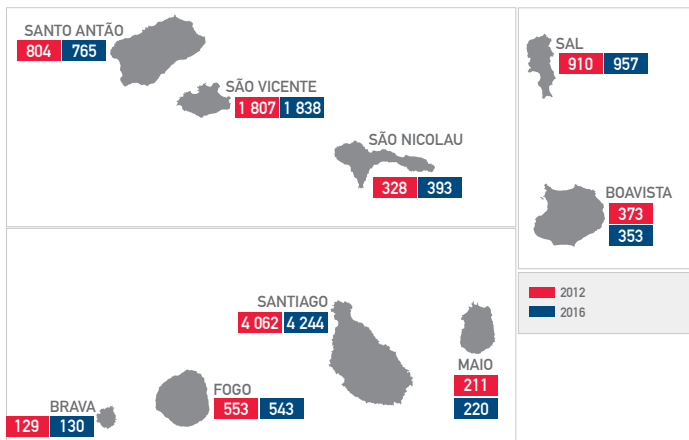 SANTO ANTÃO
804 765
SÃO VICENTE
1 807 1 838
SÃO NICOLAU
328 393
SAL
910 957
BOAVISTA
373
353
2012
2016
SANTIAGO
4 062 4 244
MAIO
211
220
FOGO
553 543
BRAVA
129 130